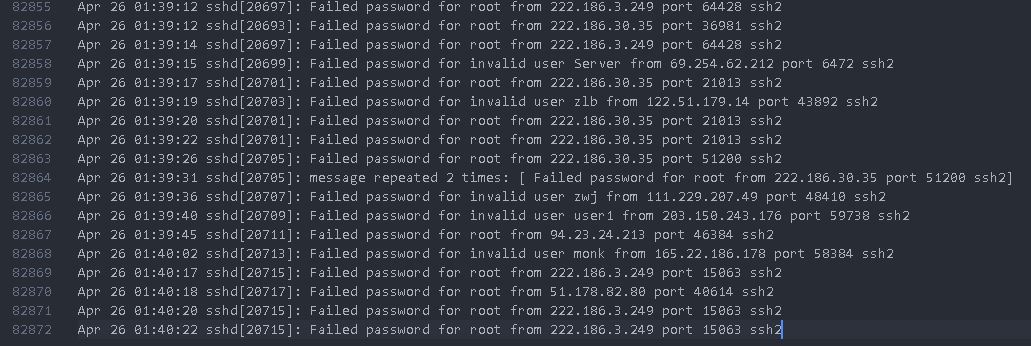 82855 Apr 26 01:39:12 sshd[20697]: Failed password for root from 222.186.3.249 port 64428 ssh2
82856 Apr 26 01:39:12 sshd[20693]: Failed password for root from 222.186.30.35 port 36981 ssh2
82857 Apr 26 01:39:14 sshd[20697]: Failed password for root from 222.186.3.249 port 64428 ssh2
82858 Apr 26 01:39:15 sshd[20699]: Failed password for invalid user Server from 69.254.62.212 port 6472 ssh2
82859 Apr 26 01:39:17 sshd[20701]: Failed password for root from 222.186.30.35 port 21013 ssh2
82860 Apr 26 01:39:19 sshd[20703]: Failed password for invalid user zlb from 122.51.179.14 port 43892 ssh2
82861 Apr 26 01:39:20 sshd[20701]: Failed password for root from 222.186.30.35 port 21013 ssh2
82862 Apr 26 01:39:22 sshd[20701]: Failed password for root from 222.186.30.35 port 21013 ssh2
82863 Apr 26 01:39:26 sshd[20705]: Failed password for root from 222.186.30.35 port 51200 ssh2
82864 Apr 26 01:39:31 sshd[20705]: message repeated 2 times: [ Failed password for root from 222.186.30.35 port 51200 ssh2]
82865 Apr 26 01:39:36 sshd[20707]: Failed password for invalid user zwj from 111.229.207.49 port 48410 ssh2
82866 Apr 26 01:39:40 sshd[20709]: Failed password for invalid user user1 from 203.150.243.176 port 59738 ssh2
82867 Apr 26 01:39:45 sshd[20711]: Failed password for root from 94.23.24.213 port 46384 ssh2
82868 Apr 26 01:40:02 sshd[20713]: Failed password for invalid user monk from 165.22.186.178 port 58384 ssh2
82869 Apr 26 01:40:17 sshd[20715]: Failed password for root from 222.186.3.249 port 15063 ssh2
82870 Apr 26 01:40:18 sshd[20717]: Failed password for root from 51.178.82.80 port 40614 ssh2
82871 Apr 26 01:40:20 sshd[20715]: Failed password for root from 222.186.3.249 port 15063 ssh2
82872 Apr 26 01:40:22 sshd[20715]: Failed password for root from 222.186.3.249 port 15063 ssh2